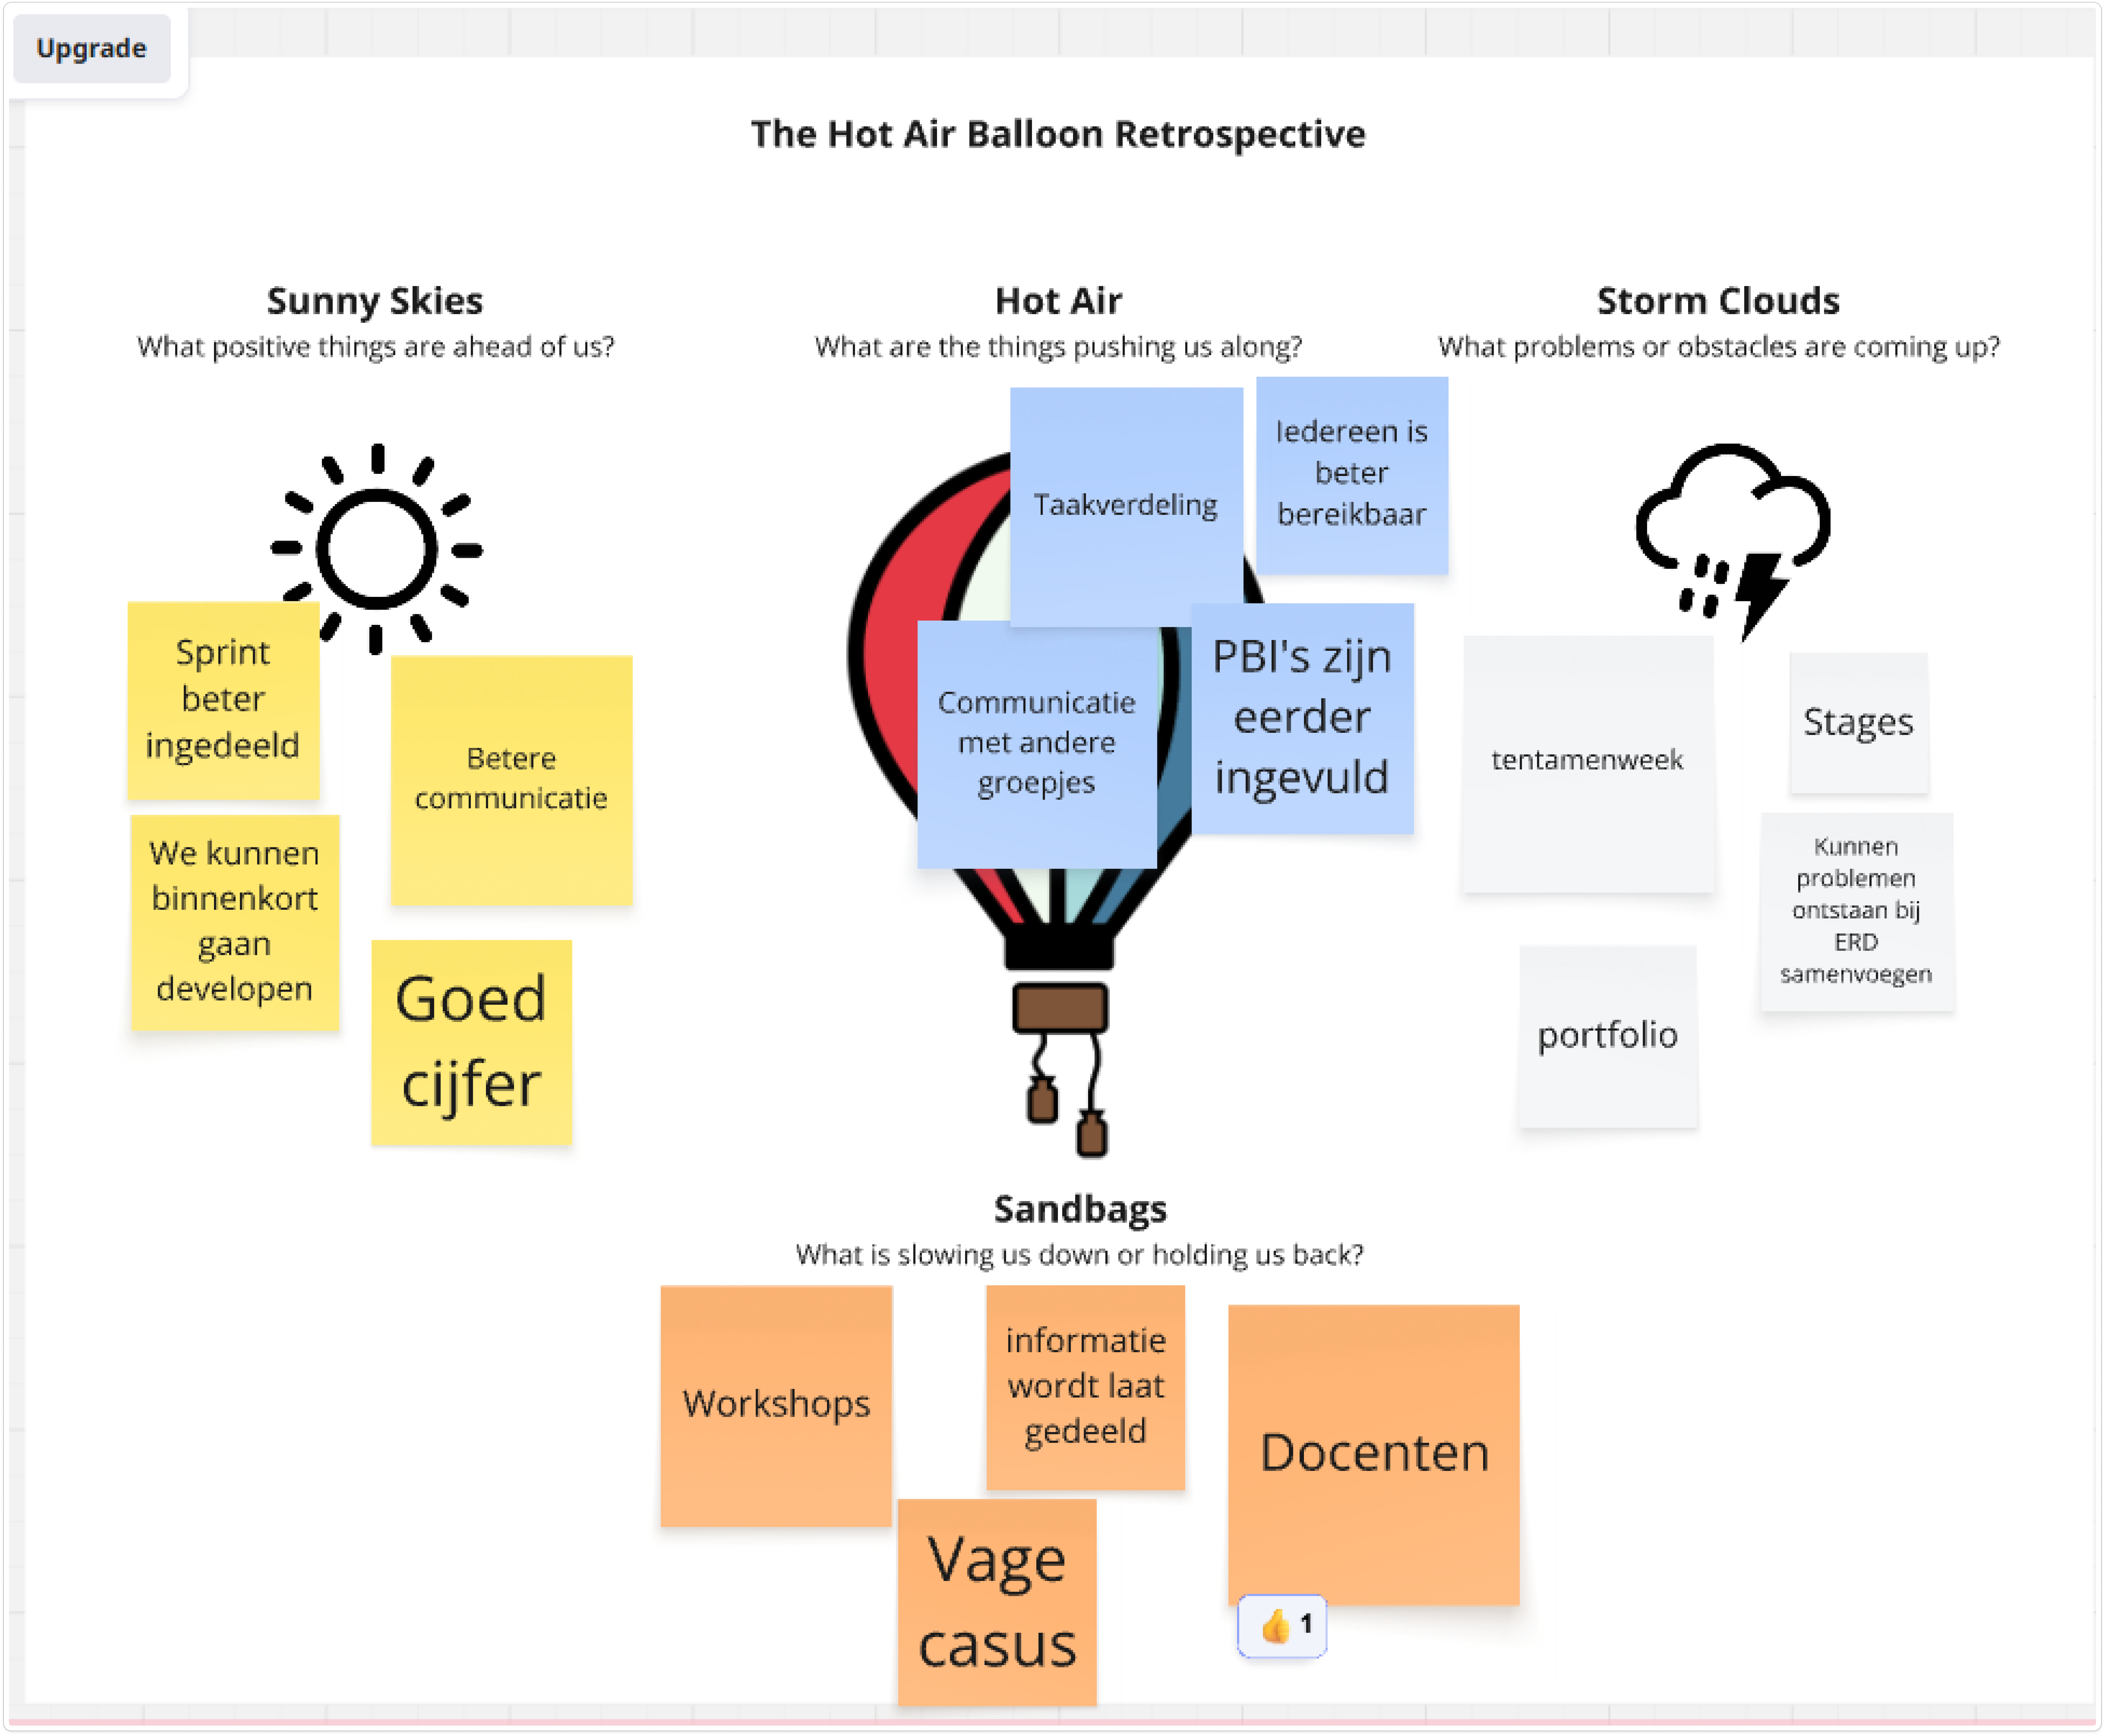 Upgrade
The Hot Air Balloon Retrospective
Sunny Skies
What positive things are ahead of us?
Sprint
beter
ingedeeld
Betere
communicatie
We kunnen
binnenkort
gaan
developen
Goed
cijfer
Hot Air
What are the things pushing us along?
Taakverdeling
Iedereen is
beter
bereikbaar
Communicatie
met andere
groepjes
PBI's zijn
eerder
ingevuld
Storm Clouds
What problems or obstacles are coming up?
tentamenweek
Stages
Kunnen
problemen
ontstaan bij
ERD
samenvoegen
portfolio
Sandbags
What is slowing us down or holding us back?
Workshops
informatie
wordt laat
gedeeld
Docenten
Vage
casus
👍 1